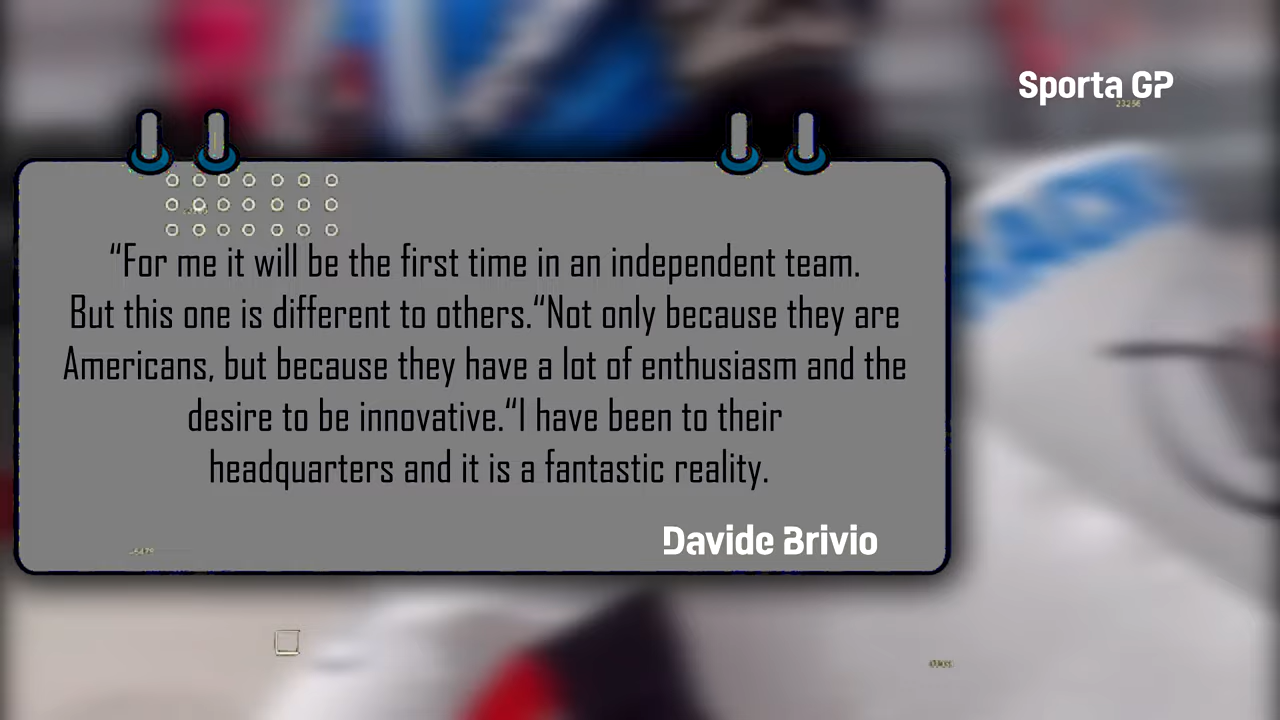 Sporta GP
23256
“For me it will be the first time in an independent team.
But this one is different to others.“Not only because they are
Americans, but because they have a lot of enthusiasm and the
desire to be innovative.“I have been to their
headquarters and it is a fantastic reality.
Davide Brivio